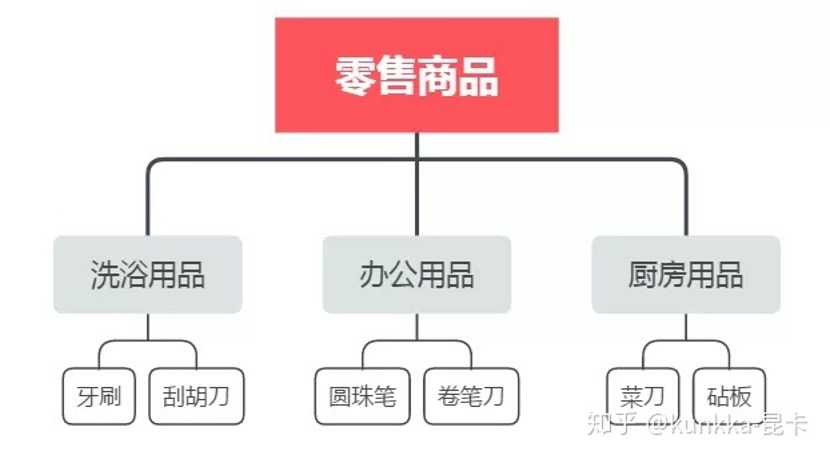 零售商品
洗浴用品
办公用品
厨房用品
牙刷
刮胡刀
圆珠笔
卷笔刀
菜刀
砧板
知乎 @kunkka-昆卡